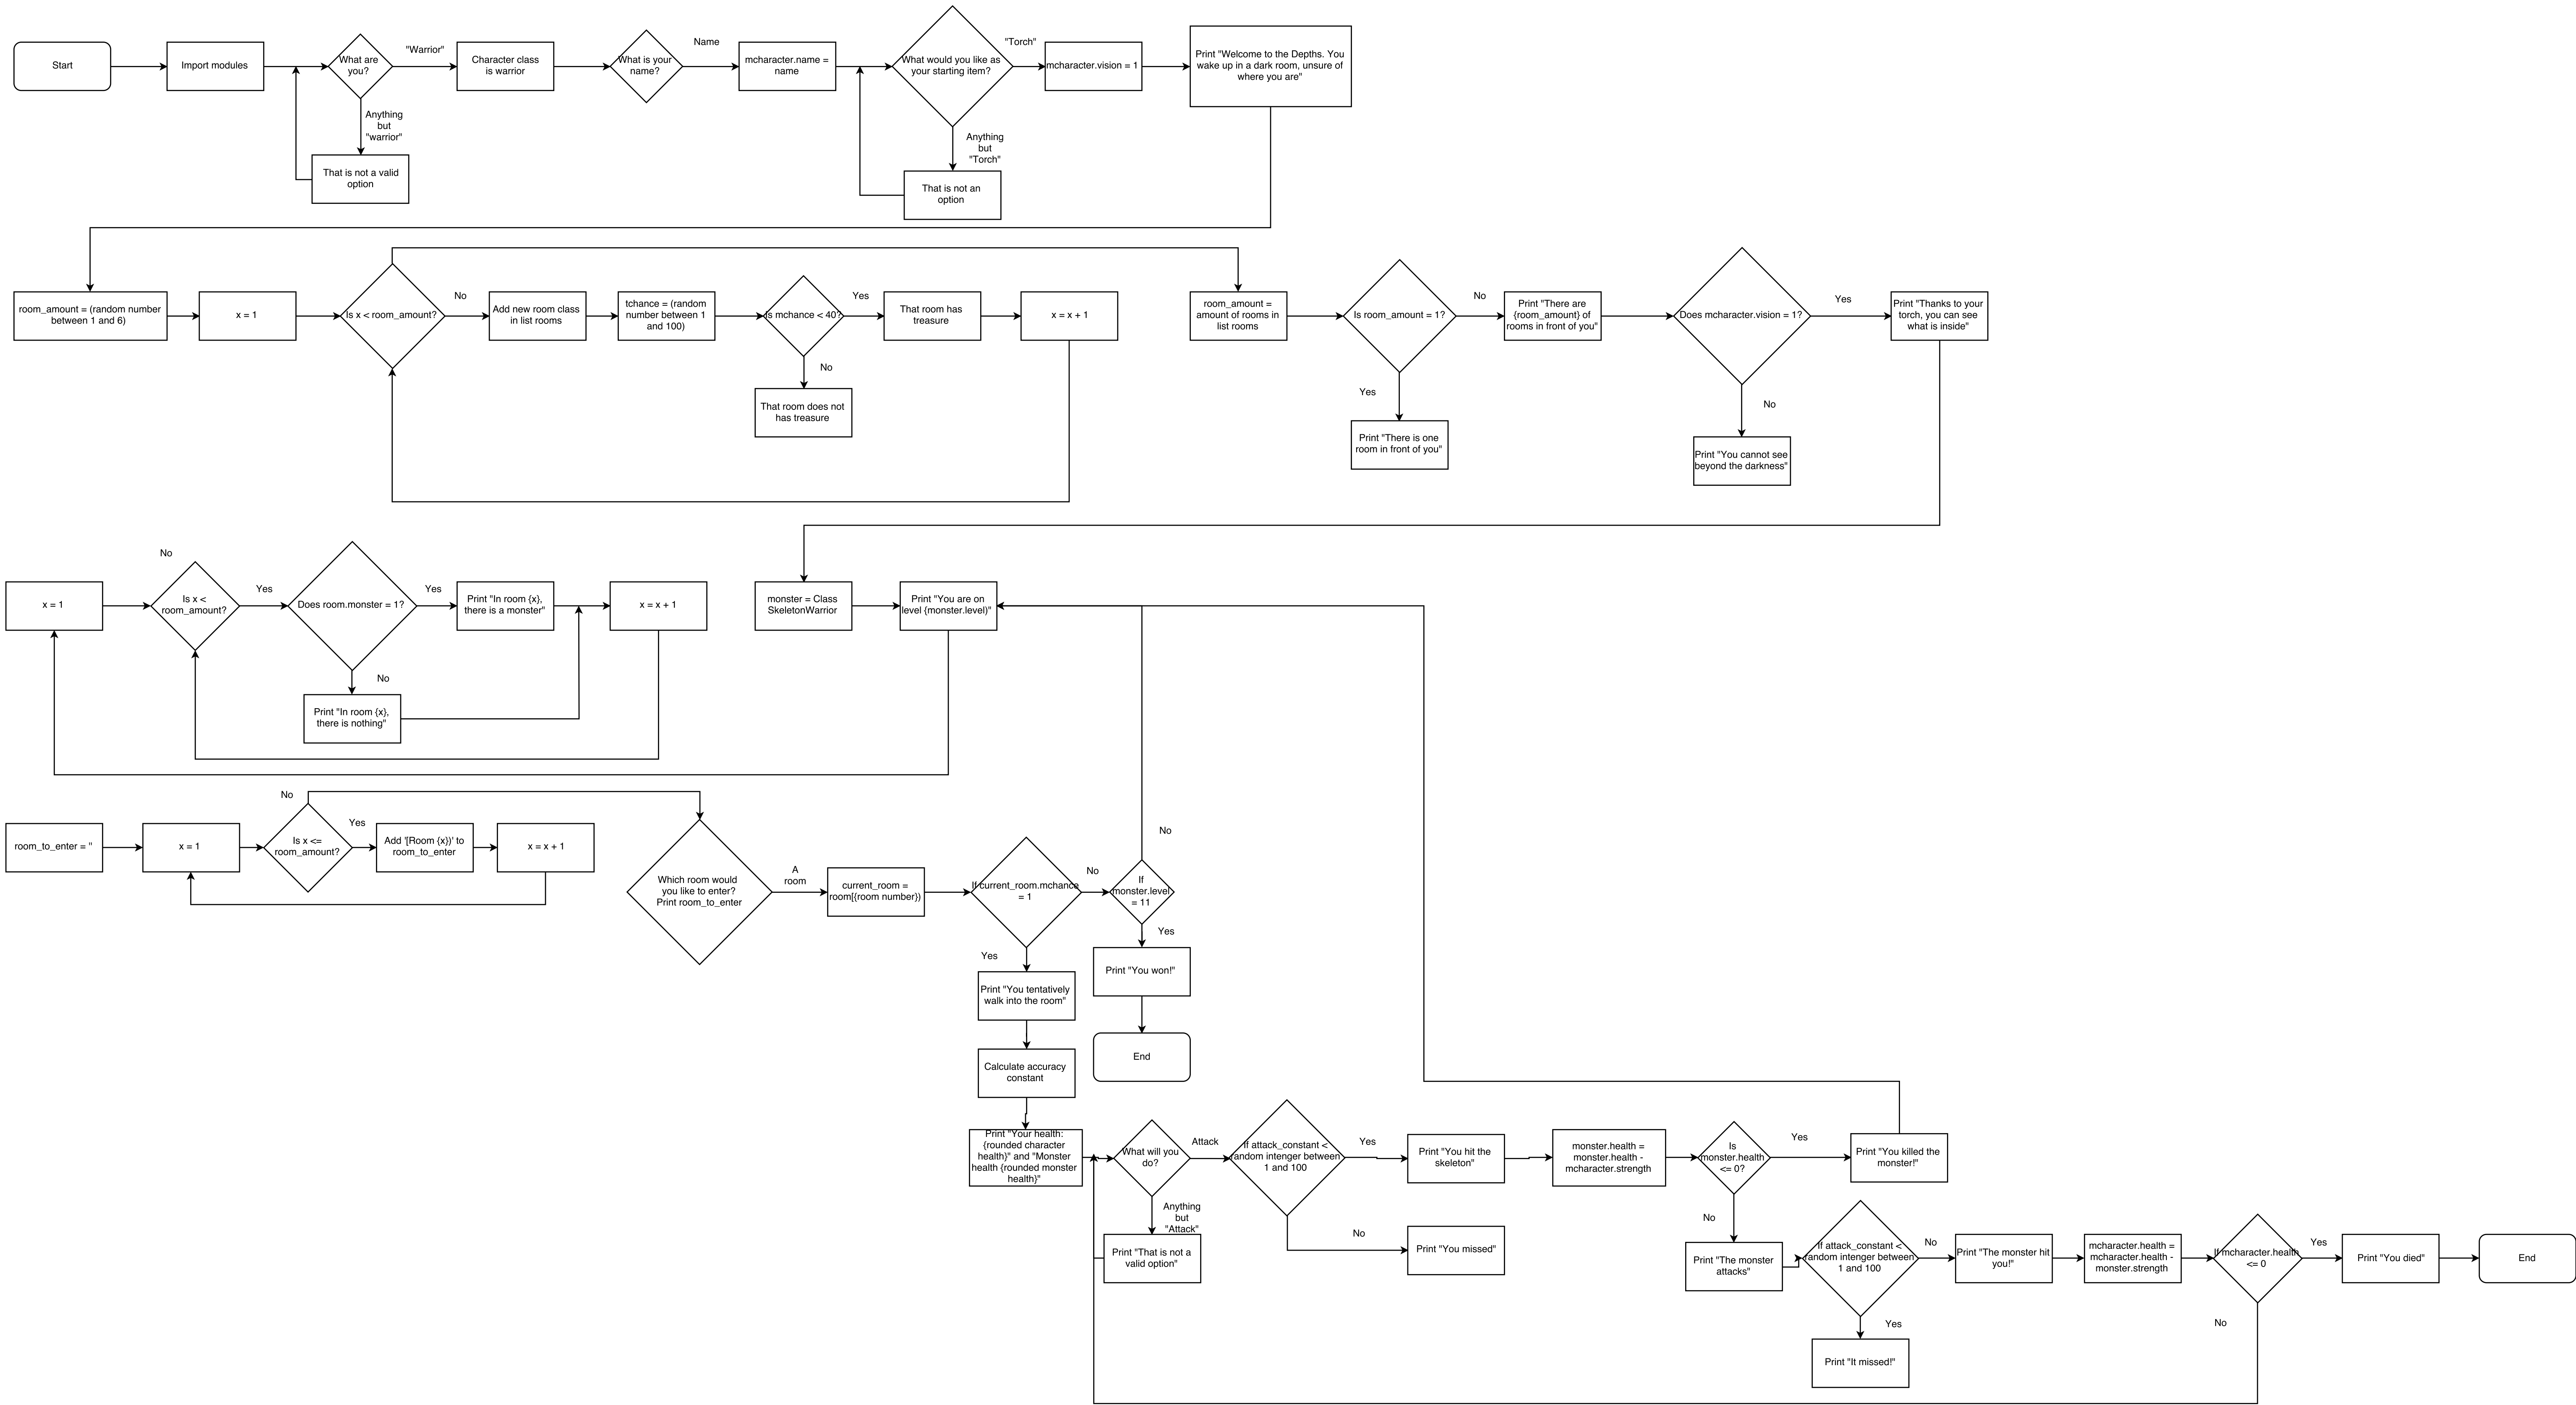 Start
Import modules
What are
you?
"Warrior"
Anything
but
"warrior"
That is not a valid
option
Character class
is warrior
What is your
name?
Name
mcharacter.name =
name
What would you like as
your starting item?
"Torch"
Anything
but
"Torch"
That is not an
option
mcharacter.vision = 1
Print "Welcome to the Depths. You
wake up in a dark room, unsure of
where you are"
room_amount = (random number
between 1 and 6)
x = 1
Is x < room_amount?
No
Add new room class
in list rooms
tchance = (random
number between 1
and 100)
Is mchance < 40?
Yes
No
That room does not
has treasure
That room has
treasure
x = x + 1
room_amount =
amount of rooms in
list rooms
Is room_amount = 1?
No
Yes
Print "There is one
room in front of you"
Print "There are
{room_amount} of
rooms in front of you"
Does mcharacter.vision = 1?
Yes
No
Print "You cannot see
beyond the darkness"
Print "Thanks to your
torch, you can see
what is inside"
x = 1
No
Is x <
room_amount?
Yes
Does room.monster = 1?
Yes
No
Print "In room {x},
there is nothing"
Print "In room {x},
there is a monster"
x = x + 1
monster = Class
SkeletonWarrior
Print "You are on
level {monster.level)"
room_to_enter = "
x = 1
No
Is x <=
room_amount?
Yes
Add '[Room {x})' to
room_to_enter
x = x + 1
Which room would
you like to enter?
Print room_to_enter
A
room
current_room =
room[{room number})
If current_room.mchance
= 1
No
Yes
If
monster.level
= 11
No
Yes
Print "You won!"
End
Print "You tentatively
walk into the room"
Calculate accuracy
constant
Print "Your health:
{rounded character
health}" and "Monster
health {rounded monster
health}"
What will you
do?
Attack
Anything
but
"Attack"
Print "That is not a
valid option"
If attack_constant <
random intenger between
1 and 100
Yes
No
Print "You missed"
Print "You hit the
skeleton"
monster.health =
monster.health -
mcharacter.strength
Is
monster.health
<= 0?
Yes
No
Print "You killed the
monster!"
Print "The monster
attacks"
If attack_constant <
random intenger between
1 and 100
No
Yes
Print "It missed!"
Print "The monster hit
you!"
mcharacter.health =
mcharacter.health -
monster.strength
If mcharacter.health
<= 0
Yes
No
Print "You died"
End